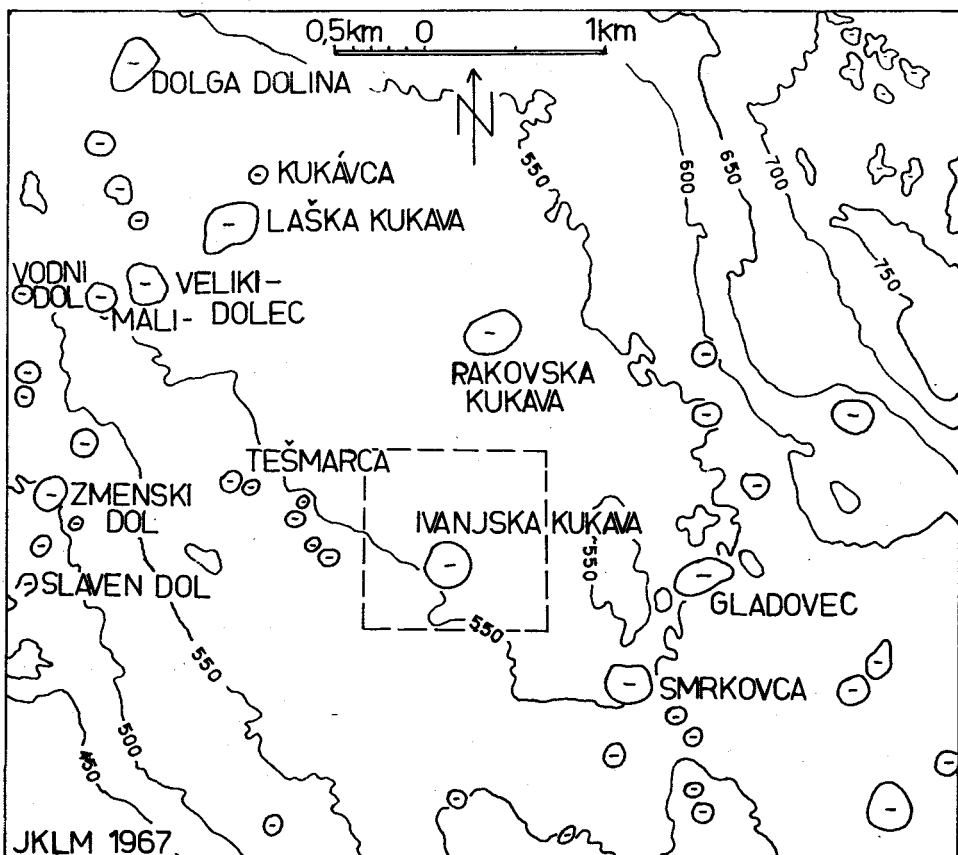 0,5km 0 1km
DOLGA DOLINA
N
KUKÁVCA
LAŠKA KUKAVA
VODNI
DOL
VELIKI-
DOLEC
MALI-
RAKOVSKA
KUKAVA
TEŠMARCA
ZMENSKI
DOL
IVANJSKA KUKAVA
SLAVEN DOL
GLADOVEC
SMRKOVCA
550
600
650
700
750
550
550
550
500
450
JKLM 1967